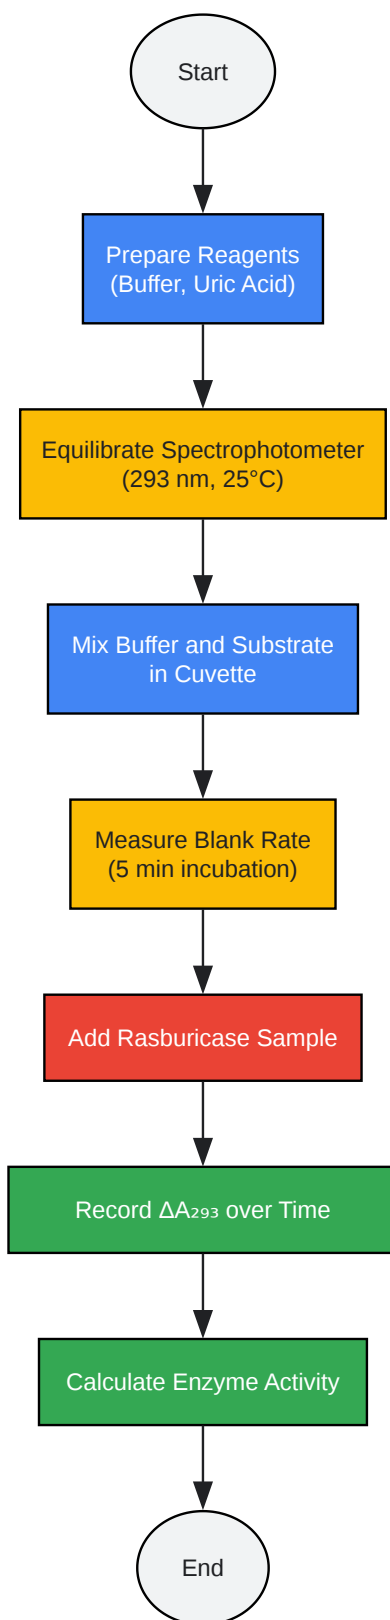 Start
Prepare Reagents
(Buffer, Uric Acid)
Equilibrate Spectrophotometer
(293 nm, 25°C)
Mix Buffer and Substrate
in Cuvette
Measure Blank Rate
(5 min incubation)
Add Rasburicase Sample
Record ΔA₂₉₃ over Time
Calculate Enzyme Activity
End